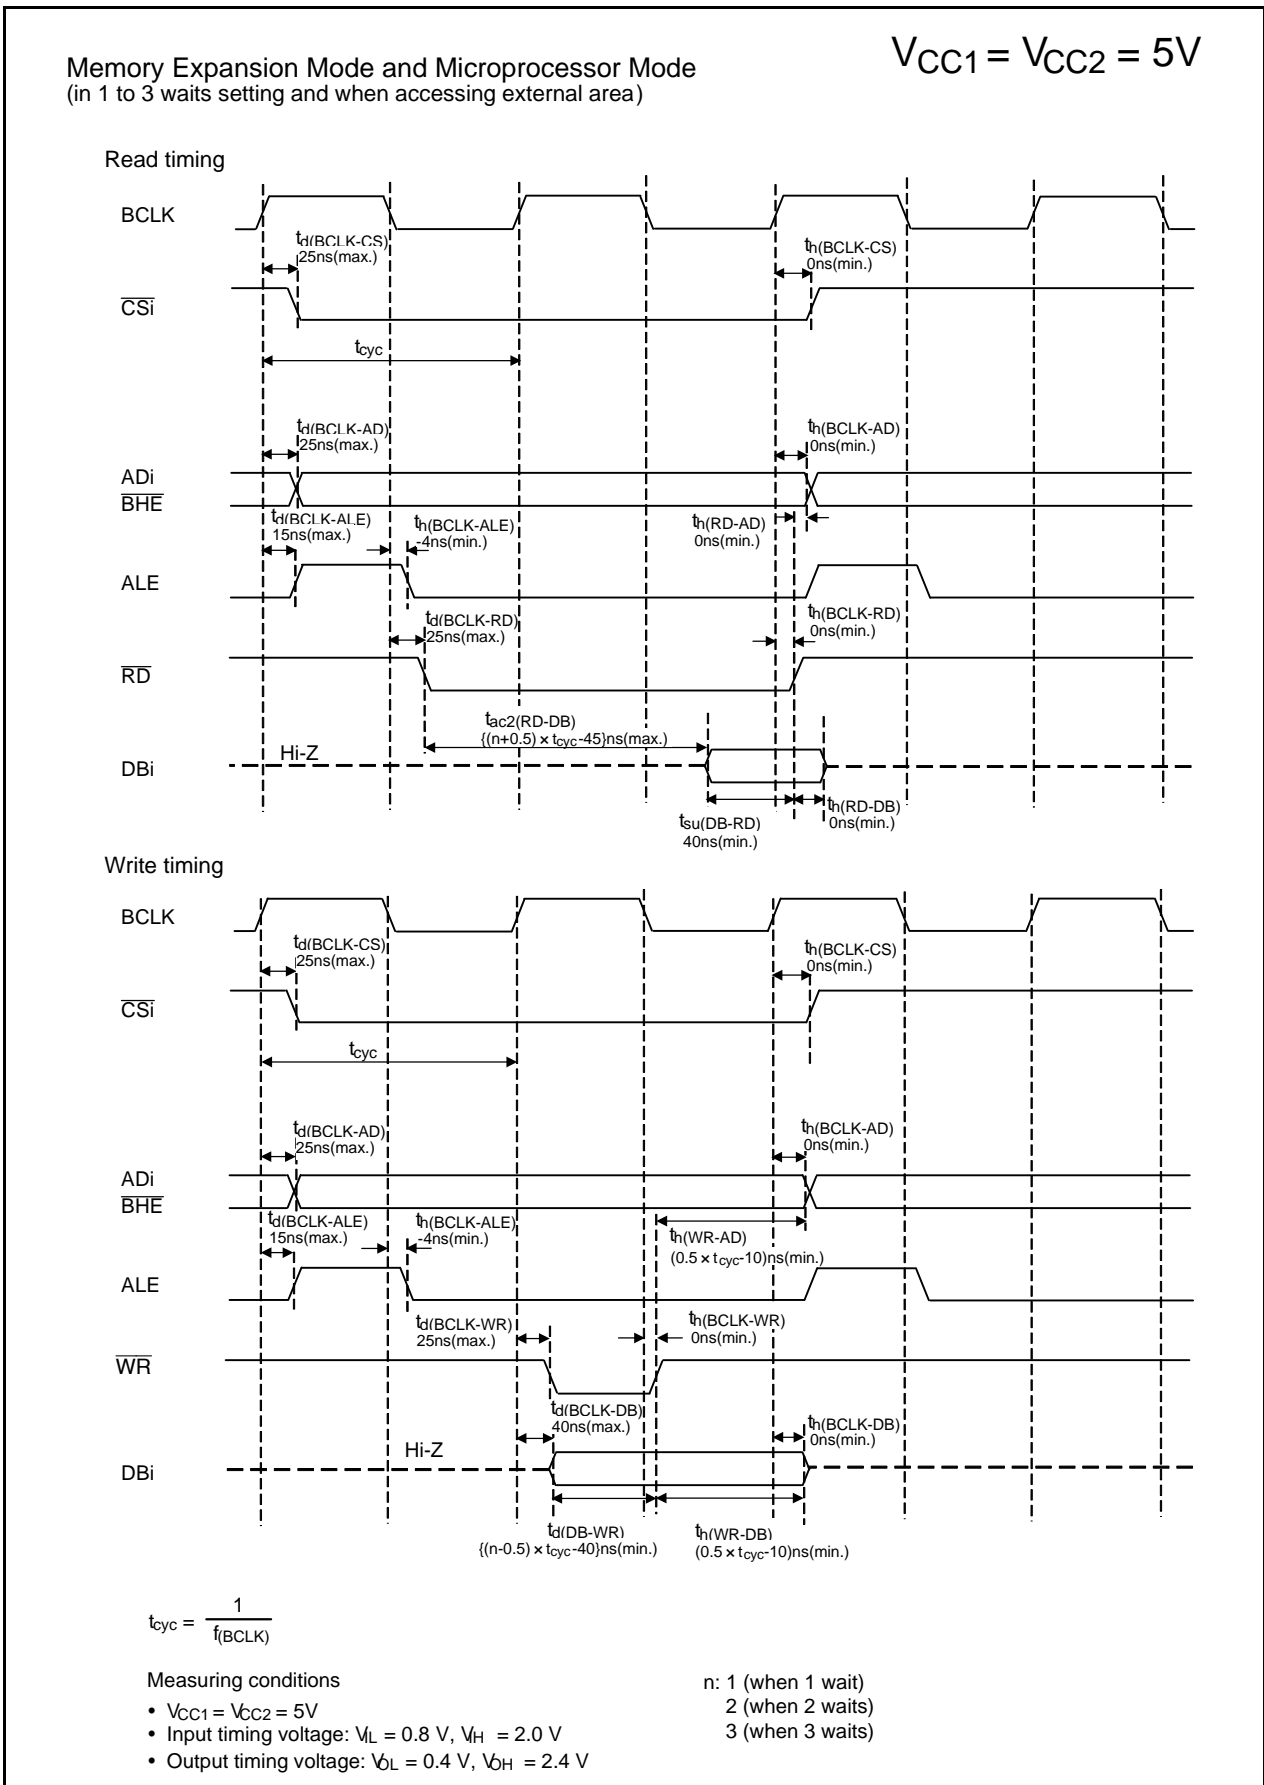 VCC1 = VCC2 = 5V
Memory Expansion Mode and Microprocessor Mode
(in 1 to 3 waits setting and when accessing external area)
Read timing
BCLK
td(BCLK-CS)
25ns(max.)
th(BCLK-CS)
0ns(min.)
CSi
tcyc
td(BCLK-AD)
25ns(max.)
th(BCLK-AD)
0ns(min.)
ADi
BHE
td(BCLK-ALE)
15ns(max.)
th(BCLK-ALE)
-4ns(min.)
th(RD-AD)
0ns(min.)
ALE
td(BCLK-RD)
25ns(max.)
th(BCLK-RD)
0ns(min.)
RD
tac2(RD-DB)
{(n+0.5) × tcyc-45}ns(max.)
Hi-Z
DBi
tsu(DB-RD)
40ns(min.)
th(RD-DB)
0ns(min.)
Write timing
BCLK
td(BCLK-CS)
25ns(max.)
th(BCLK-CS)
0ns(min.)
CSi
tcyc
td(BCLK-AD)
25ns(max.)
th(BCLK-AD)
0ns(min.)
ADi
BHE
td(BCLK-ALE)
15ns(max.)
th(BCLK-ALE)
-4ns(min.)
th(WR-AD)
(0.5 × tcyc-10)ns(min.)
ALE
td(BCLK-WR)
25ns(max.)
th(BCLK-WR)
0ns(min.)
WR
td(BCLK-DB)
40ns(max.)
th(BCLK-DB)
0ns(min.)
Hi-Z
DBi
td(DB-WR)
{(n-0.5) × tcyc-40}ns(min.)
th(WR-DB)
(0.5 × tcyc-10)ns(min.)
tcyc = 1
f(BCLK)
Measuring conditions
• VCC1 = VCC2 = 5V
• Input timing voltage: VIL = 0.8 V, VIH = 2.0 V
• Output timing voltage: VOL = 0.4 V, VOH = 2.4 V
n: 1 (when 1 wait)
2 (when 2 waits)
3 (when 3 waits)